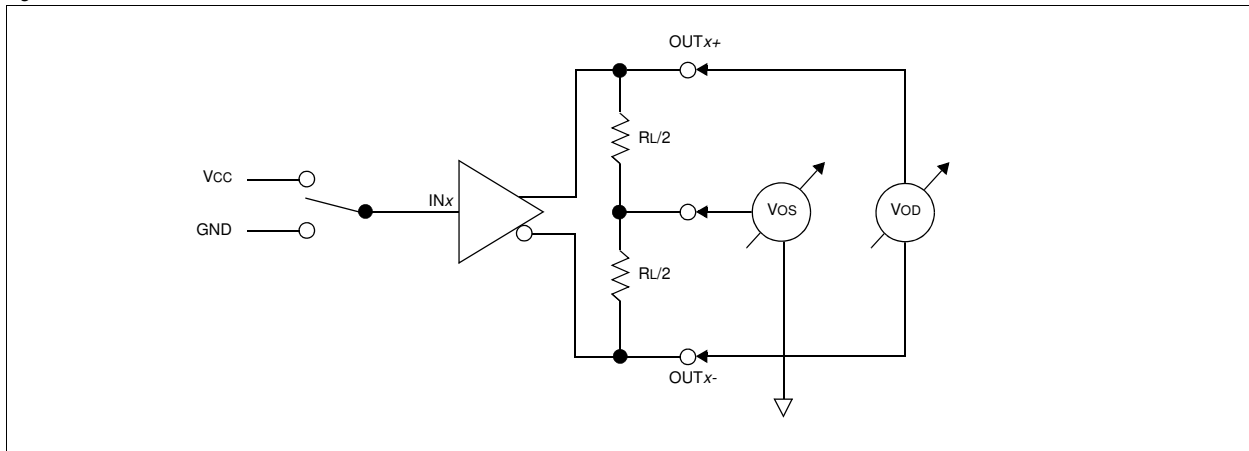 OUTx+
RL/2
VCC
INx
VOS
VOD
GND
RL/2
OUTx-